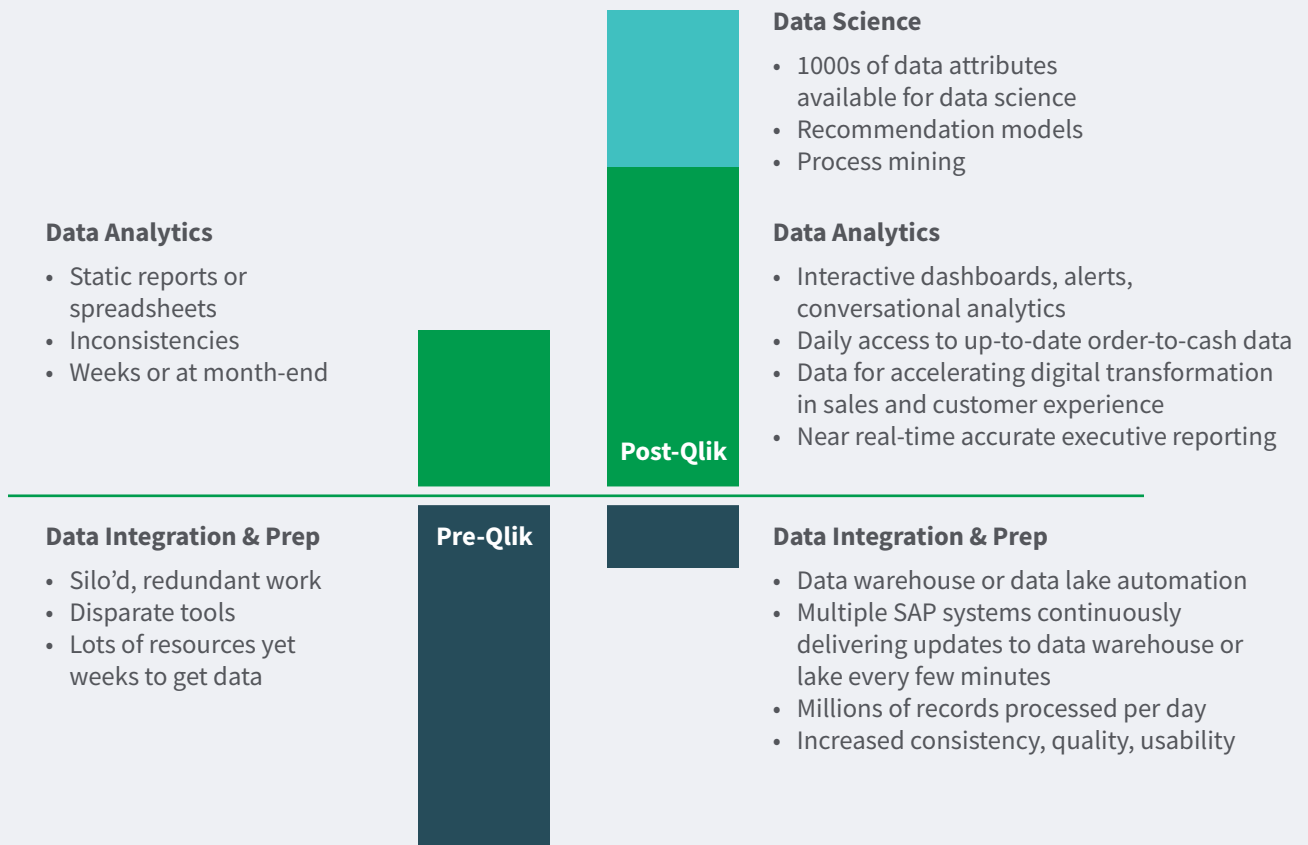 Data Analytics
• Static reports or
spreadsheets
• Inconsistencies
• Weeks or at month-end
Data Integration & Prep
• Silo’d, redundant work
• Disparate tools
• Lots of resources yet
weeks to get data
Pre-Qlik
Post-Qlik
Data Science
• 1000s of data attributes
available for data science
• Recommendation models
• Process mining
Data Analytics
• Interactive dashboards, alerts,
conversational analytics
• Daily access to up-to-date order-to-cash data
• Data for accelerating digital transformation
in sales and customer experience
• Near real-time accurate executive reporting
Data Integration & Prep
• Data warehouse or data lake automation
• Multiple SAP systems continuously
delivering updates to data warehouse or
lake every few minutes
• Millions of records processed per day
• Increased consistency, quality, usability